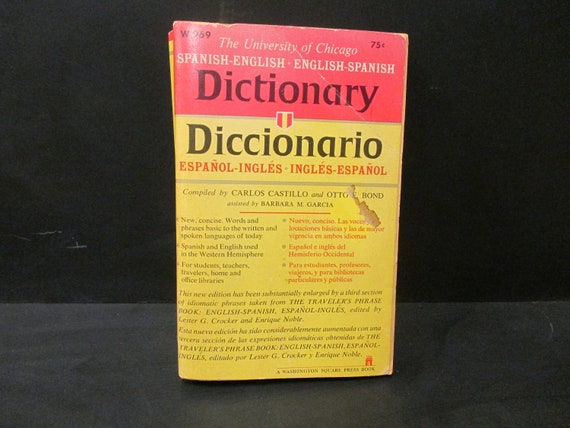 W 969
The University of Chicago
75¢
SPANISH-ENGLISH · ENGLISH-SPANISH
Dictionary
Diccionario
ESPAÑOL-INGLÉS · INGLÉS-ESPAÑOL
Compiled by CARLOS CASTILLO and OTTO F. BOND
assisted by BARBARA M. GARCIA
New, concise. Words and
phrases basic to the written and
spoken languages of today
Spanish and English used
in the Western Hemisphere
For students, teachers,
travelers, home and
office libraries
Nuevo, conciso. Las voces
locuciones básicas y las de mayor
vigencia en ambos idiomas
Español e inglés del
Hemisferio Occidental
Para estudiantes, profesores,
viajeros, y para bibliotecas
particulares y públicas
This new edition has been substantially enlarged by a third section
of idiomatic phrases taken from THE TRAVELER'S PHRASE
BOOK: ENGLISH-SPANISH, ESPAÑOL-INGLÉS, edited by
Lester G. Crocker and Enrique Noble.
Esta nueva edición ha sido considerablemente aumentada con una
tercera sección de las expresiones idiomáticas obtenidas de THE
TRAVELER'S PHRASE BOOK: ENGLISH-SPANISH, ESPAÑOL-
INGLÉS, editado por Lester G. Crocker y Enrique Noble.
A WASHINGTON SQUARE PRESS BOOK